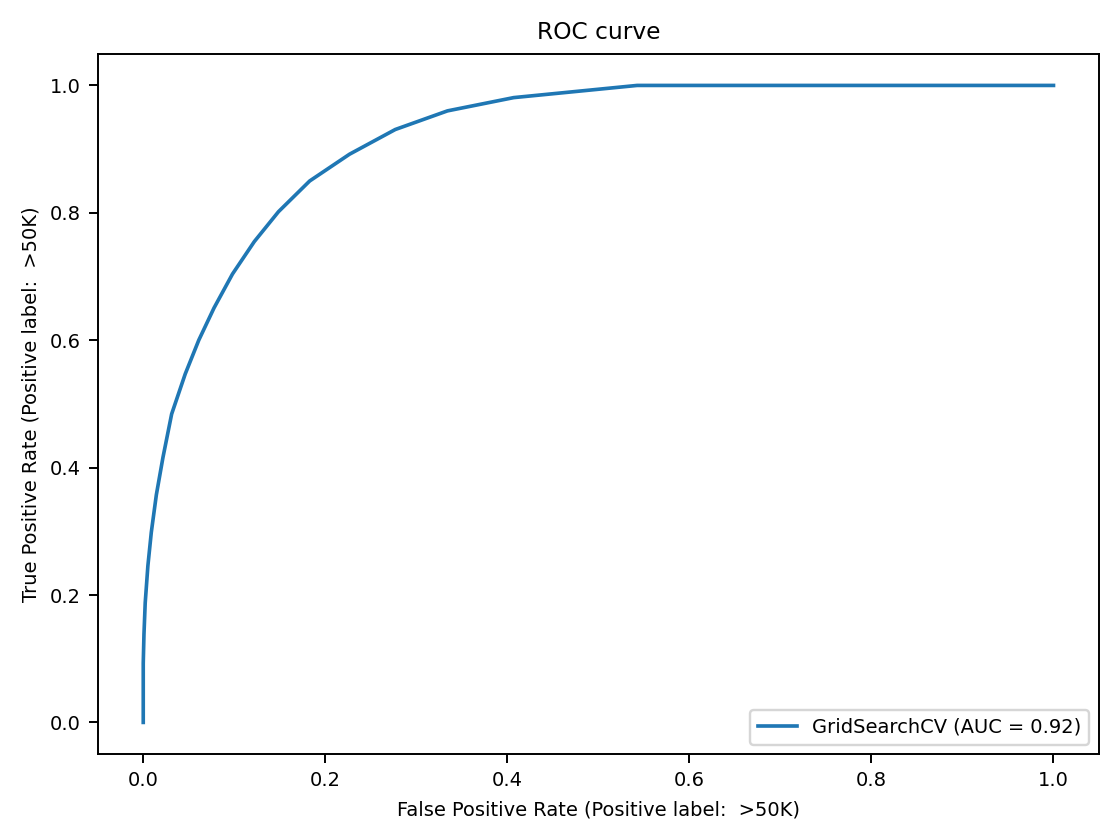 ROC curve
True Positive Rate (Positive label:  >50K)
1.0
0.8
0.6
0.4
0.2
0.0
GridSearchCV (AUC = 0.92)
0.0 0.2 0.4 0.6 0.8 1.0
False Positive Rate (Positive label:  >50K)